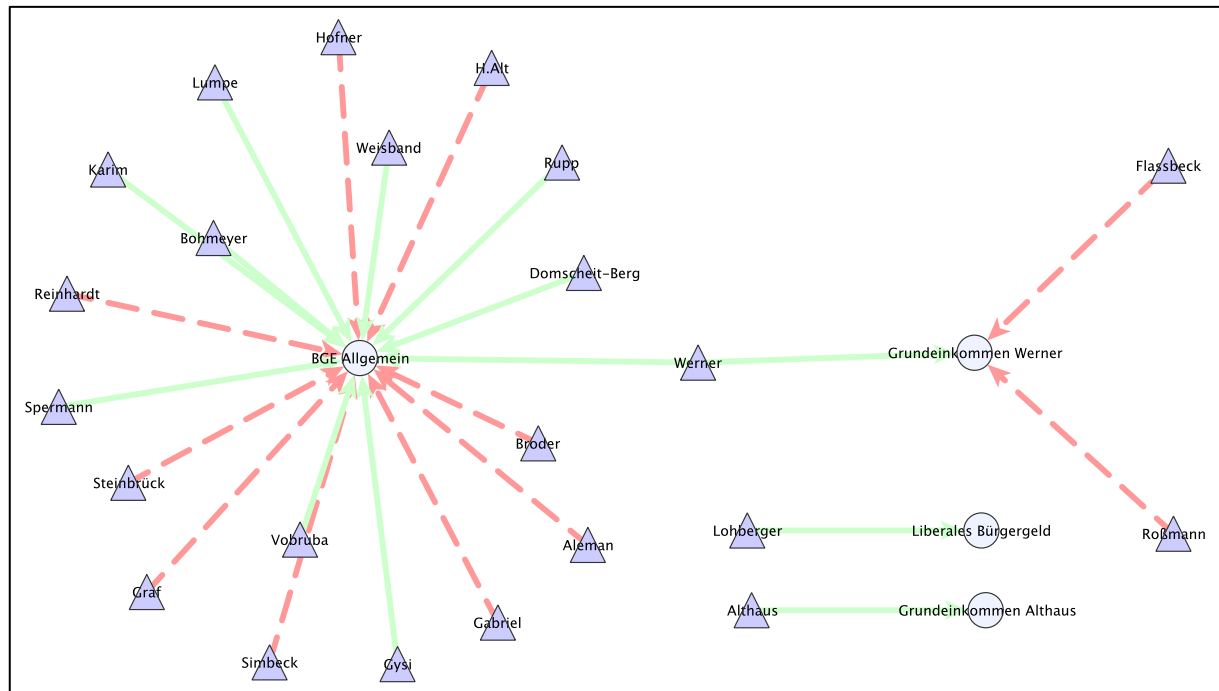 Hofner
H.Alt
Lumpe
Weisband
Rupp
Flassbeck
Karim
Bohmeyer
Domscheit-Berg
Reinhardt
BGE Allgemein
Werner
Grundeinkommen Werner
Spermann
Broder
Steinbrück
Lohberger
Liberales Bürgergeld
Roßmann
Vobruba
Aleman
Graf
Althaus
Grundeinkommen Althaus
Gabriel
Simbeck
Gysi